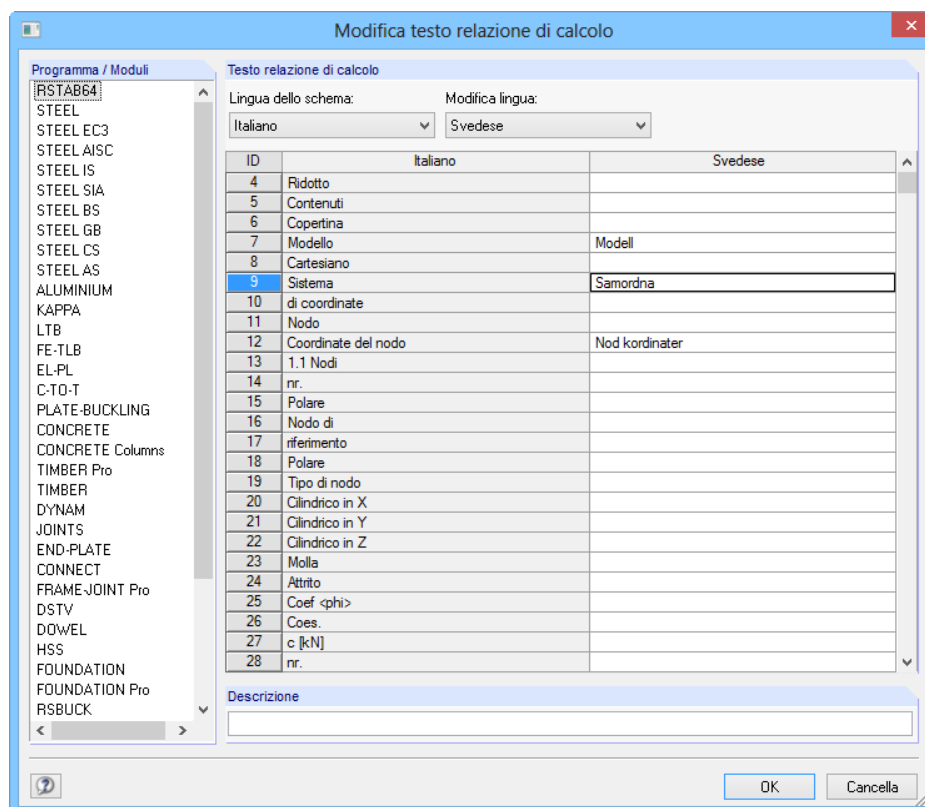 Modifica testo relazione di calcolo
Programma / Moduli
RSTAB64
STEEL
STEEL EC3
STEEL AISC
STEEL IS
STEEL SIA
STEEL BS
STEEL GB
STEEL CS
STEEL AS
ALUMINIUM
KAPPA
LTB
FE-TLB
EL-PL
C-TO-T
PLATE-BUCKLING
CONCRETE
CONCRETE Columns
TIMBER Pro
TIMBER
DYNAM
JOINTS
END-PLATE
CONNECT
FRAME-JOINT Pro
DSTV
DOWEL
HSS
FOUNDATION
FOUNDATION Pro
RSBUCK
Testo relazione di calcolo
Lingua dello schema: Modifica lingua:
Italiano Svedese
ID Italiano Svedese
4 Ridotto
5 Contenuti
6 Copertina
7 Modello Modell
8 Cartesiano
9 Sistema Samordna
10 di coordinate
11 Nodo
12 Coordinate del nodo Nod kordinater
13 1.1 Nodi
14 nr.
15 Polare
16 Nodo di
17 riferimento
18 Polare
19 Tipo di nodo
20 Cilindrico in X
21 Cilindrico in Y
22 Cilindrico in Z
23 Molla
24 Attrito
25 Coef <phi>
26 Coes.
27 c [kN]
28 nr.
Descrizione
OK Cancella